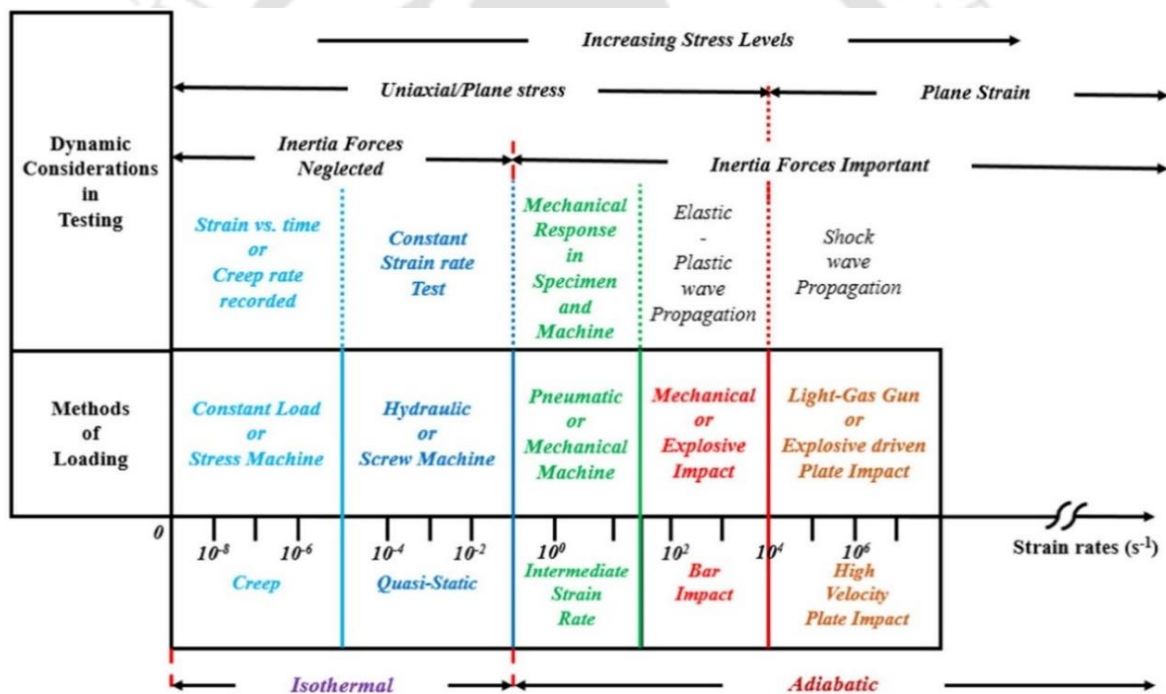 Increasing Stress Levels
Uniaxial/Plane stress
Plane Strain
Dynamic
Considerations
in
Testing
Inertia Forces
Neglected
Inertia Forces Important
Strain vs. time
or
Creep rate
recorded
Constant
Strain rate
Test
Mechanical
Response
in
Specimen
and
Machine
Elastic
-
Plastic
wave
Propagation
Shock
wave
Propagation
Methods
of
Loading
Constant Load
or
Stress Machine
Hydraulic
or
Screw Machine
Pneumatic
or
Mechanical
Machine
Mechanical
or
Explosive
Impact
Light-Gas Gun
or
Explosive driven
Plate Impact
0
10⁻⁸ 10⁻⁶ 10⁻⁴ 10⁻² 10⁰ 10² 10⁴ 10⁶
Strain rates (s⁻¹)
Creep
Quasi-Static
Intermediate
Strain
Rate
Bar
Impact
High
Velocity
Plate Impact
Isothermal
Adiabatic